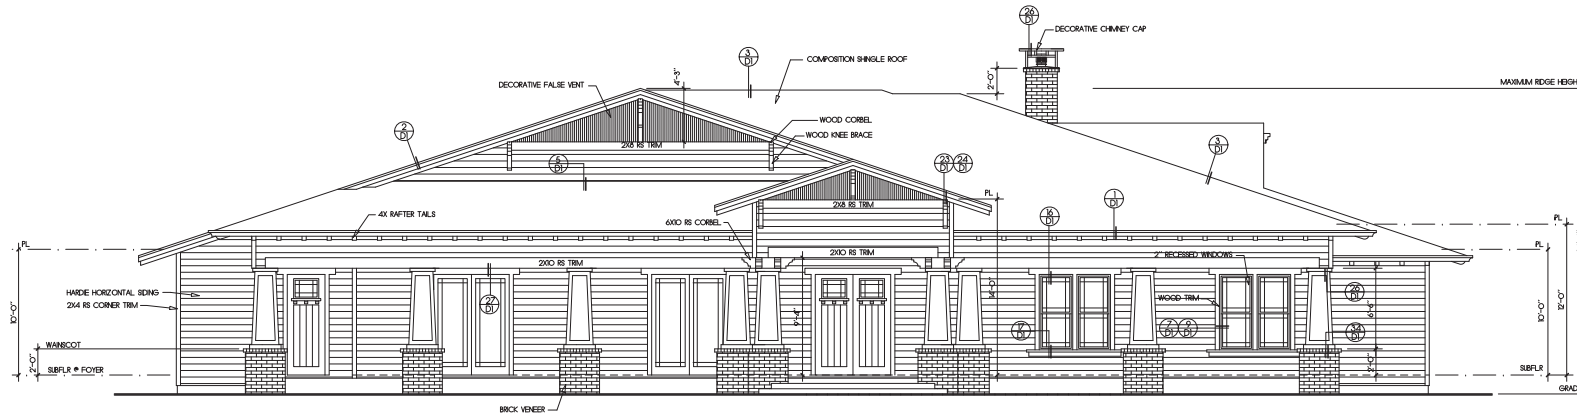 26
D1
DECORATIVE CHIMNEY CAP
3
D1
COMPOSITION SHINGLE ROOF
4'-3"
2'-0"
DECORATIVE FALSE VENT
MAXIMUM RIDGE HEIGH
WOOD CORBEL
2
D1
WOOD KNEE BRACE
2X8 RS TRIM
3
D1
5
D1
23
D1
24
D1
PL
1
D1
2X8 RS TRIM
4X RAFTER TAILS
6X10 RS CORBEL
16
D1
PL
PL
PL
2X10 RS TRIM
2X10 RS TRIM
2" RECESSED WINDOWS
HARDIE HORIZONTAL SIDING
2X4 RS CORNER TRIM
27
D1
14'-0"
9'-4"
WOOD TRIM
26
D1
6'-6"
10'-0"
10'-0"
12'-0"
17
D1
7
D1
9
D1
34
D1
WAINSCOT
2'-0"
2'-0"
SUBFLR @ FOYER
SUBFLR
GRAD
BRICK VENEER